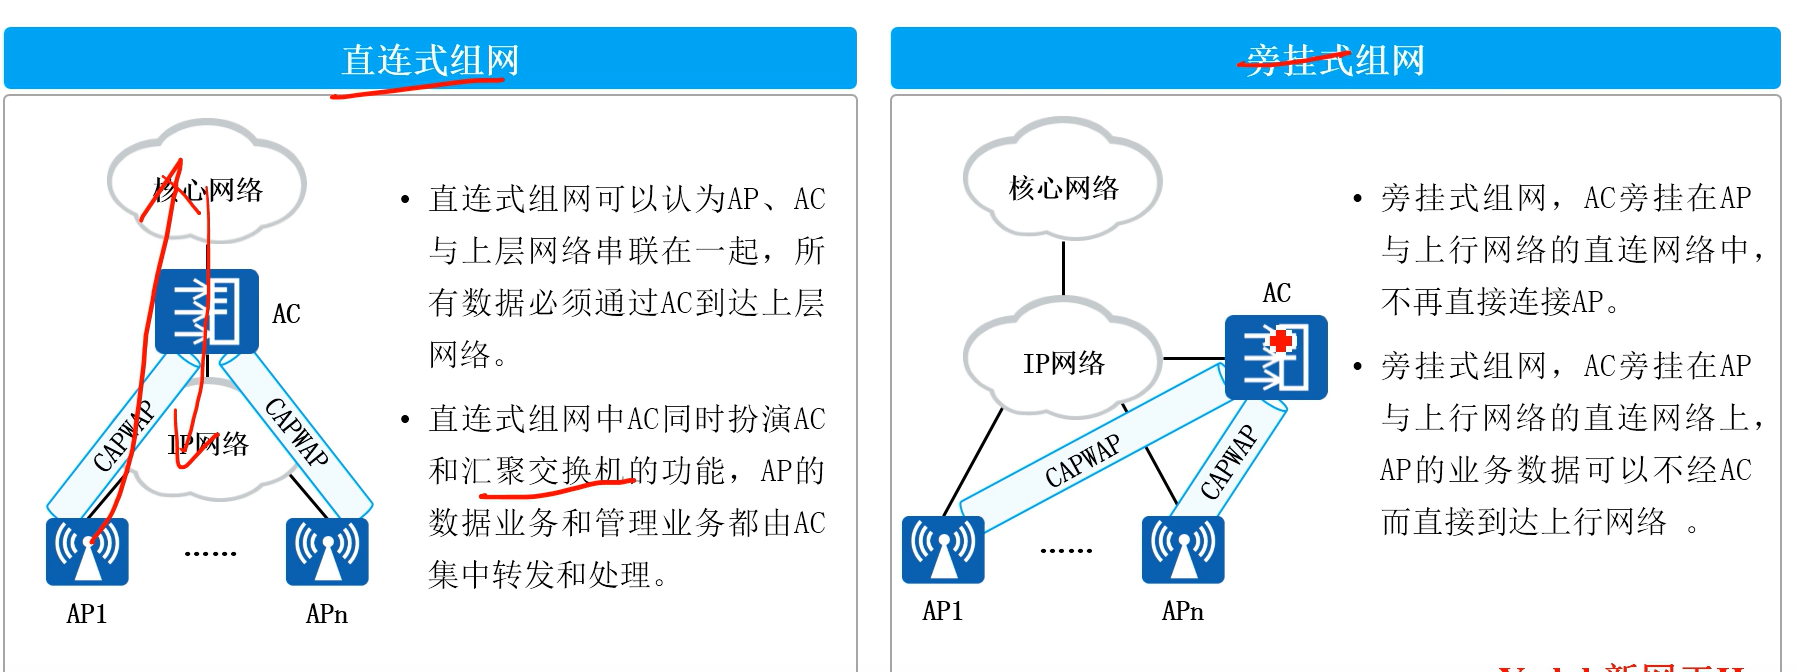 直连式组网
核心网络
AC
CAPWAP
CAPWAP
IP网络
AP1
......
APn
• 直连式组网可以认为AP、AC
与上层网络串联在一起，所
有数据必须通过AC到达上层
网络。
• 直连式组网中AC同时扮演AC
和汇聚交换机的功能，AP的
数据业务和管理业务都由AC
集中转发和处理。
旁挂式组网
核心网络
AC
IP网络
CAPWAP
CAPWAP
AP1
......
APn
• 旁挂式组网，AC旁挂在AP
与上行网络的直连网络中，
不再直接连接AP。
• 旁挂式组网，AC旁挂在AP
与上行网络的直连网络上，
AP的业务数据可以不经AC
而直接到达上行网络 。